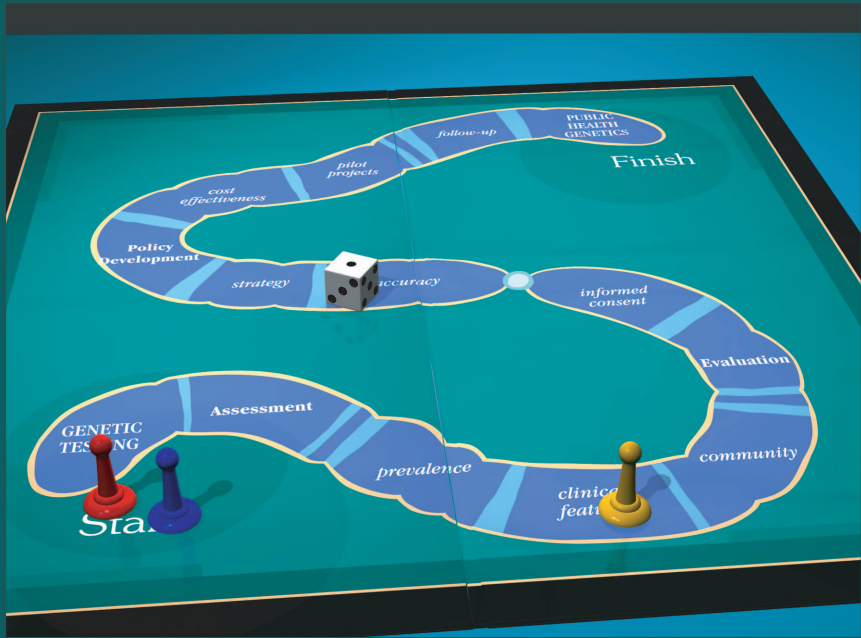 GENETIC
TESTING
Assessment
prevalence
clinical
community
Evaluation
informed
consent
accuracy
strategy
Policy
Development
cost
effectiveness
pilot
projects
follow-up
PUBLIC
HEALTH
GENETICS
Finish